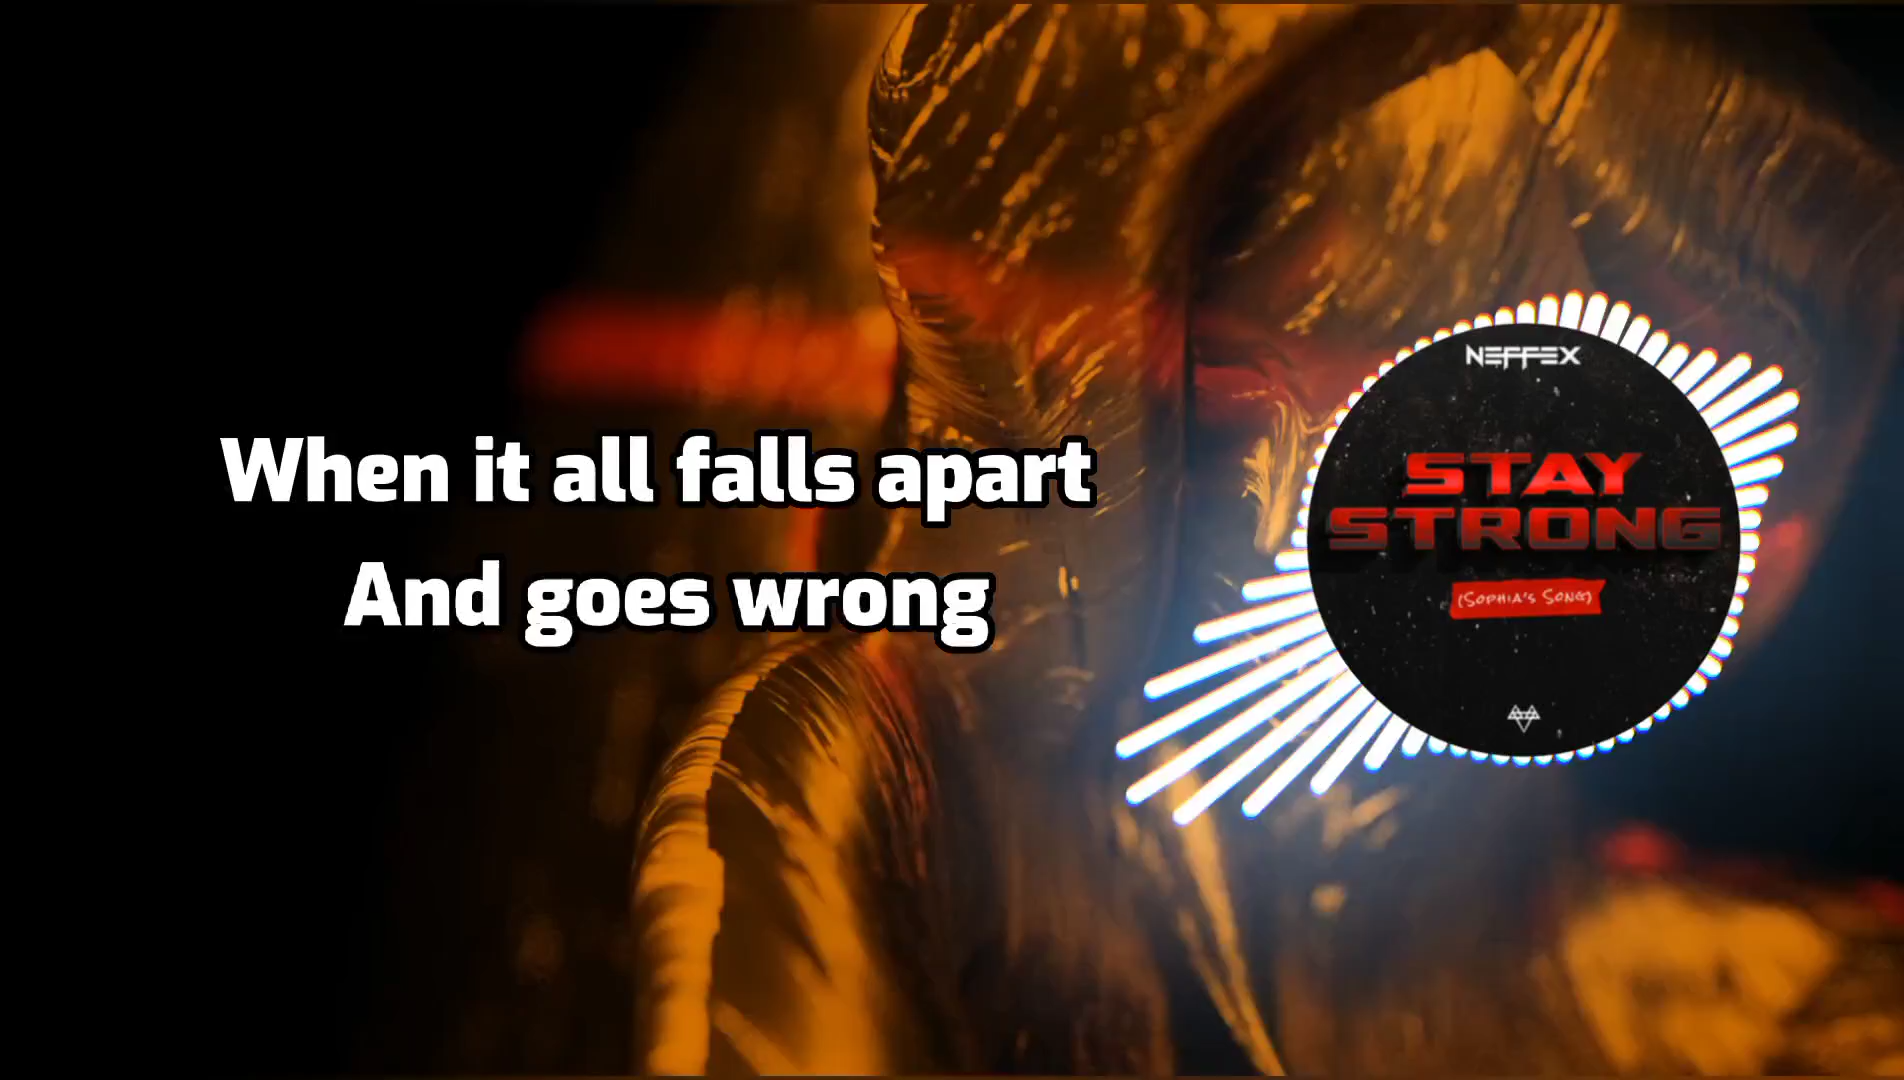 When it all falls apart
And goes wrong
NEFFEX
STAY
STRONG
(SOPHIA'S SONG)